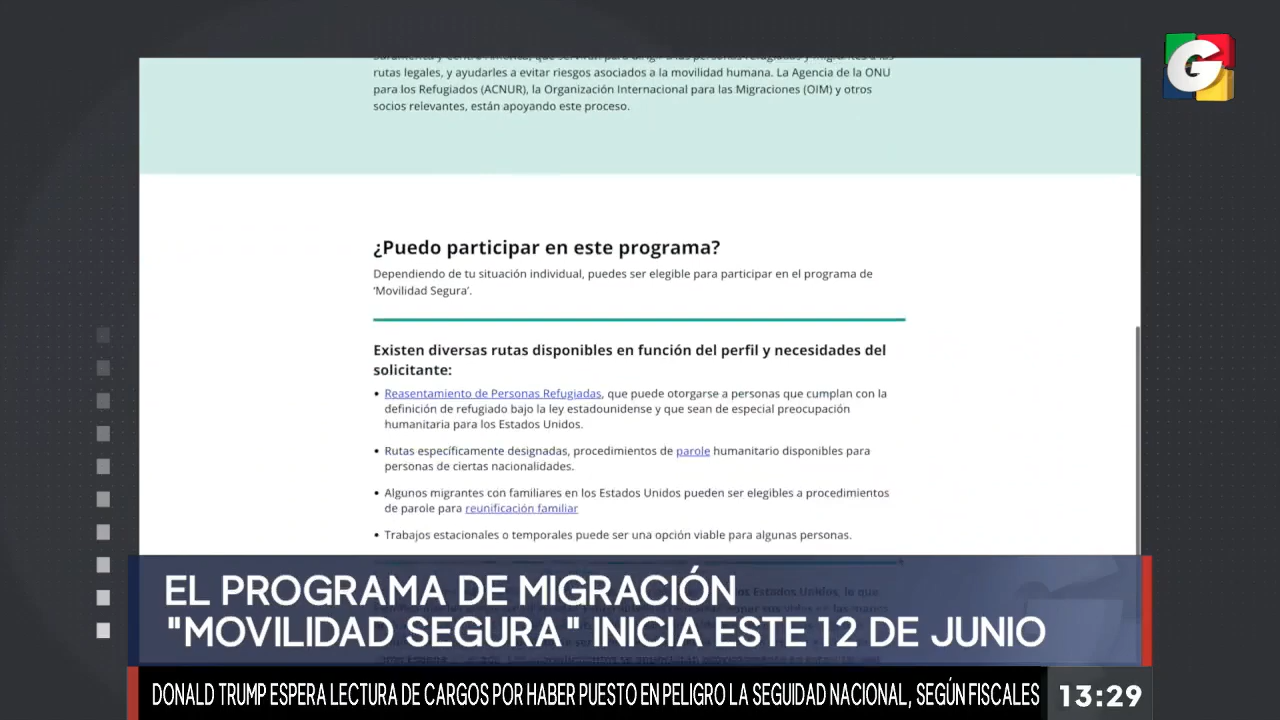 rutas legales, y ayudarles a evitar riesgos asociados a la movilidad humana. La Agencia de la ONU
para los Refugiados (ACNUR), la Organización Internacional para las Migraciones (OIM) y otros
socios relevantes, están apoyando este proceso.
G
¿Puedo participar en este programa?
Dependiendo de tu situación individual, puedes ser elegible para participar en el programa de
‘Movilidad Segura’.
Existen diversas rutas disponibles en función del perfil y necesidades del
solicitante:
• Reasentamiento de Personas Refugiadas, que puede otorgarse a personas que cumplan con la
definición de refugiado bajo la ley estadounidense y que sean de especial preocupación
humanitaria para los Estados Unidos.
• Rutas específicamente designadas, procedimientos de parole humanitario disponibles para
personas de ciertas nacionalidades.
• Algunos migrantes con familiares en los Estados Unidos pueden ser elegibles a procedimientos
de parole para reunificación familiar
• Trabajos estacionales o temporales puede ser una opción viable para algunas personas.
EL PROGRAMA DE MIGRACIÓN
"MOVILIDAD SEGURA" INICIA ESTE 12 DE JUNIO
DONALD TRUMP ESPERA LECTURA DE CARGOS POR HABER PUESTO EN PELIGRO LA SEGUIDAD NACIONAL, SEGÚN FISCALES
13:29